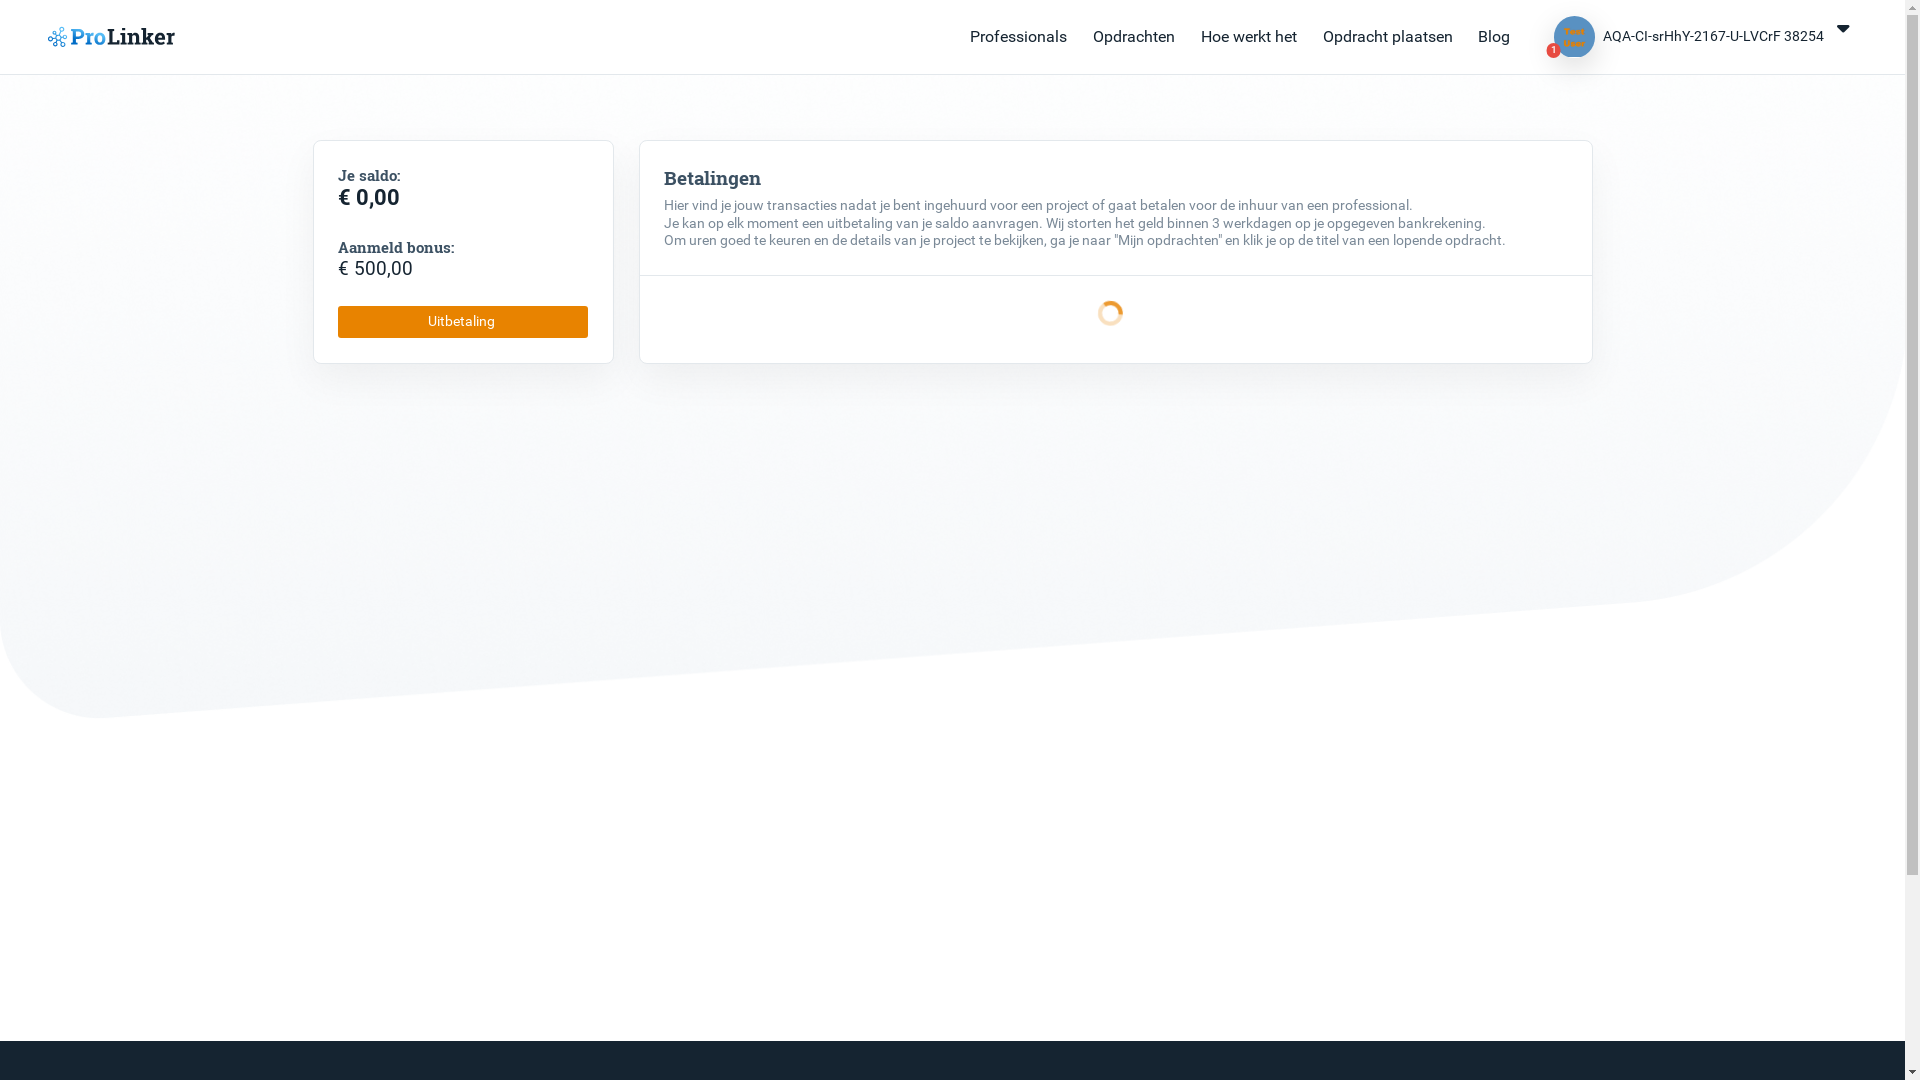 ProLinker
Professionals
Opdrachten
Hoe werkt het
Opdracht plaatsen
Blog
Test
User
1
AQA-CI-srHhY-2167-U-LVCrF 38254
Je saldo:
€ 0,00
Aanmeld bonus:
€ 500,00
Uitbetaling
Betalingen
Hier vind je jouw transacties nadat je bent ingehuurd voor een project of gaat betalen voor de inhuur van een professional.
Je kan op elk moment een uitbetaling van je saldo aanvragen. Wij storten het geld binnen 3 werkdagen op je opgegeven bankrekening.
Om uren goed te keuren en de details van je project te bekijken, ga je naar "Mijn opdrachten" en klik je op de titel van een lopende opdracht.